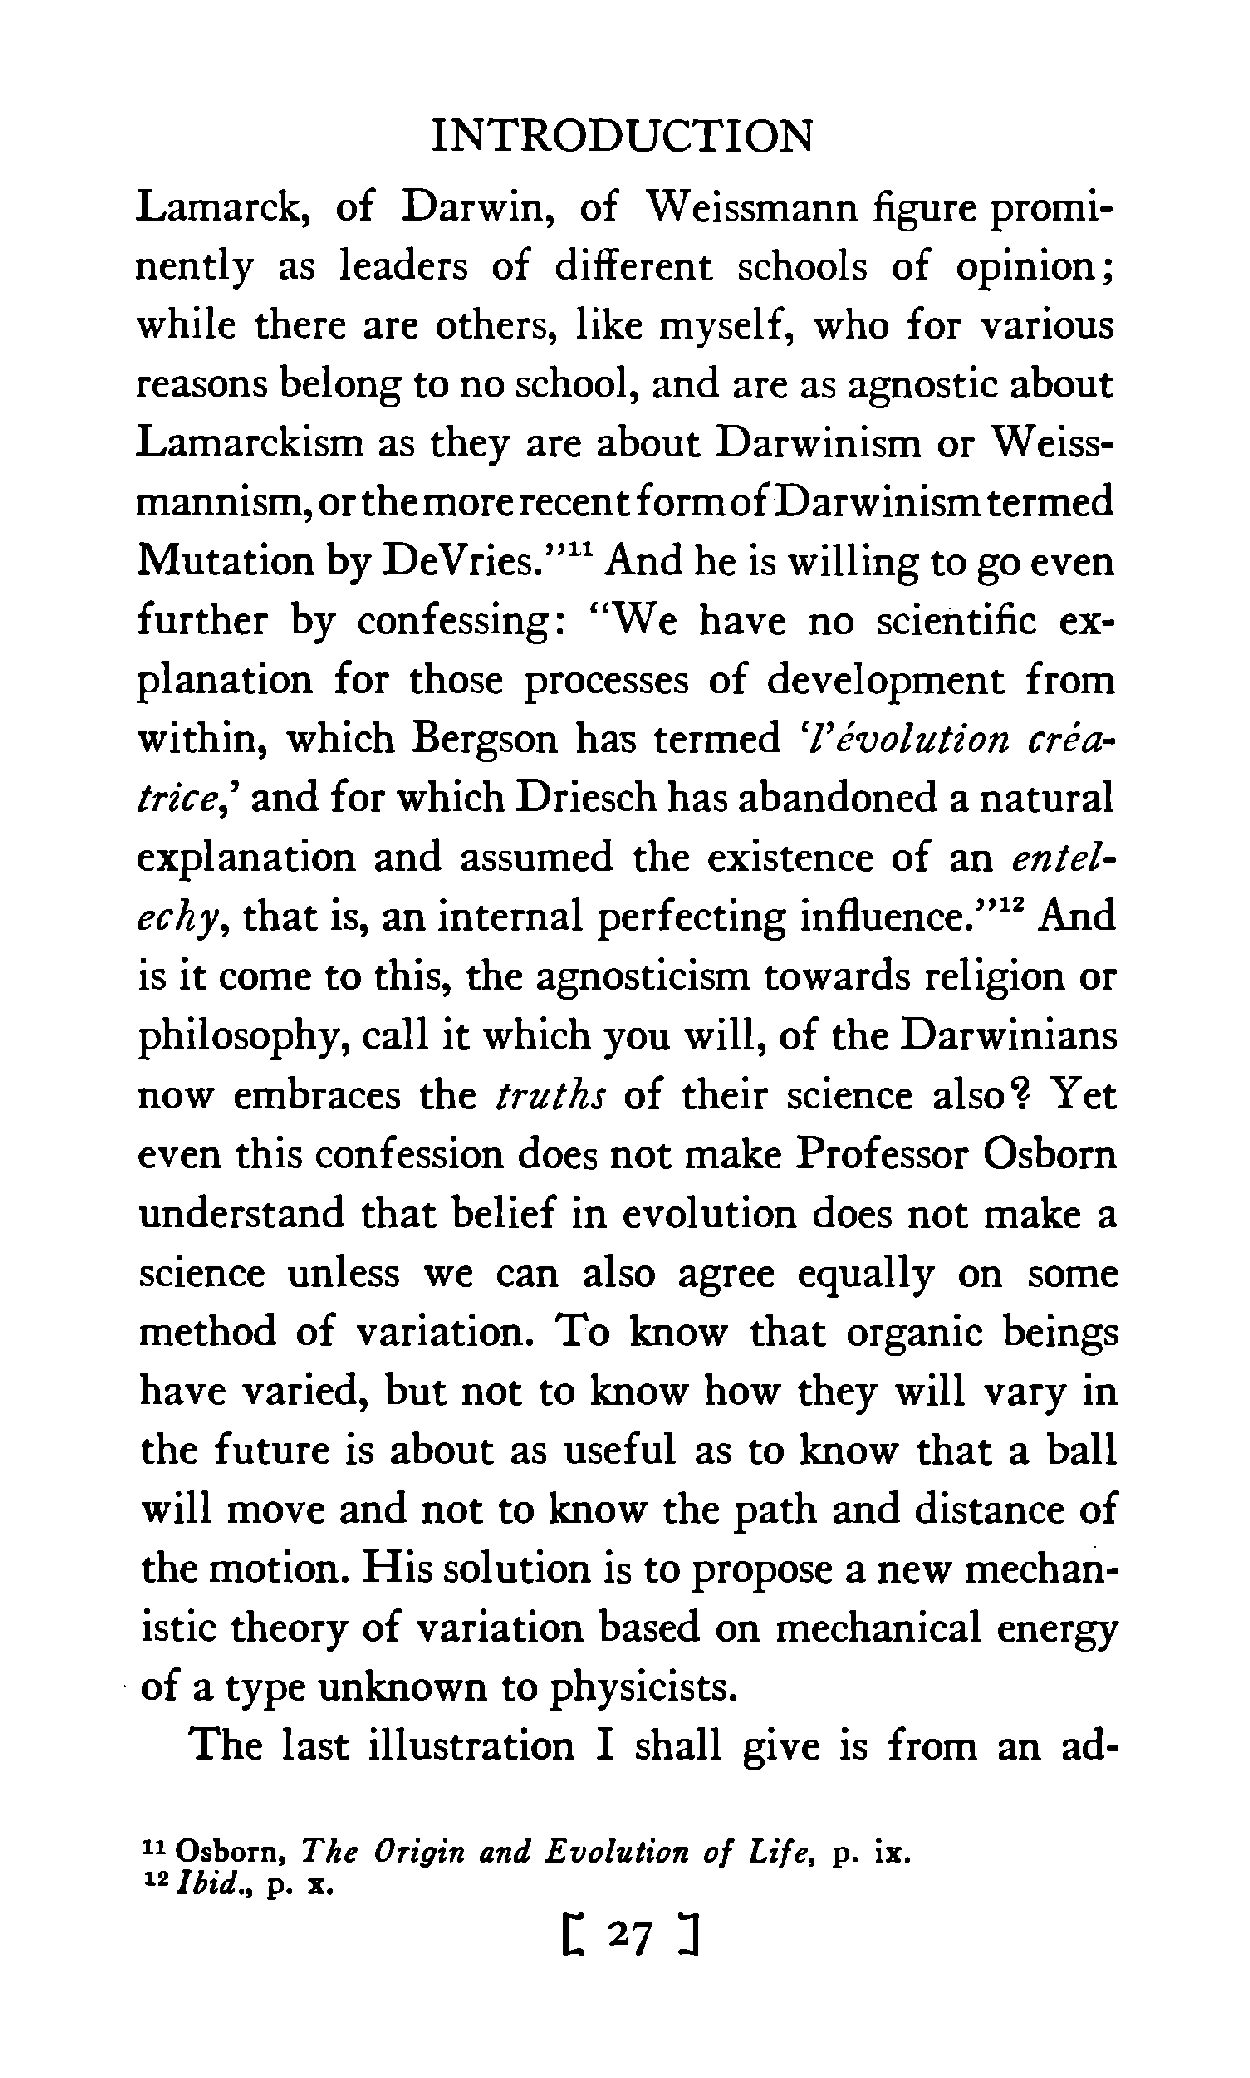 INTRODUCTION
Lamarck, of Darwin, of Weissmann figure promi-
nently as leaders of different schools of opinion;
while there are others, like myself, who for various
reasons belong to no school, and are as agnostic about
Lamarckism as they are about Darwinism or Weiss-
mannism, or the more recent form of Darwinism termed
Mutation by DeVries."¹¹ And he is willing to go even
further by confessing: "We have no scientific ex-
planation for those processes of development from
within, which Bergson has termed 'l'évolution créa-
trice,' and for which Driesch has abandoned a natural
explanation and assumed the existence of an entel-
echy, that is, an internal perfecting influence."¹² And
is it come to this, the agnosticism towards religion or
philosophy, call it which you will, of the Darwinians
now embraces the truths of their science also? Yet
even this confession does not make Professor Osborn
understand that belief in evolution does not make a
science unless we can also agree equally on some
method of variation. To know that organic beings
have varied, but not to know how they will vary in
the future is about as useful as to know that a ball
will move and not to know the path and distance of
the motion. His solution is to propose a new mechan-
istic theory of variation based on mechanical energy
of a type unknown to physicists.
The last illustration I shall give is from an ad-
¹¹ Osborn, The Origin and Evolution of Life, p. ix.
¹² Ibid., p. x.
[ 27 ]